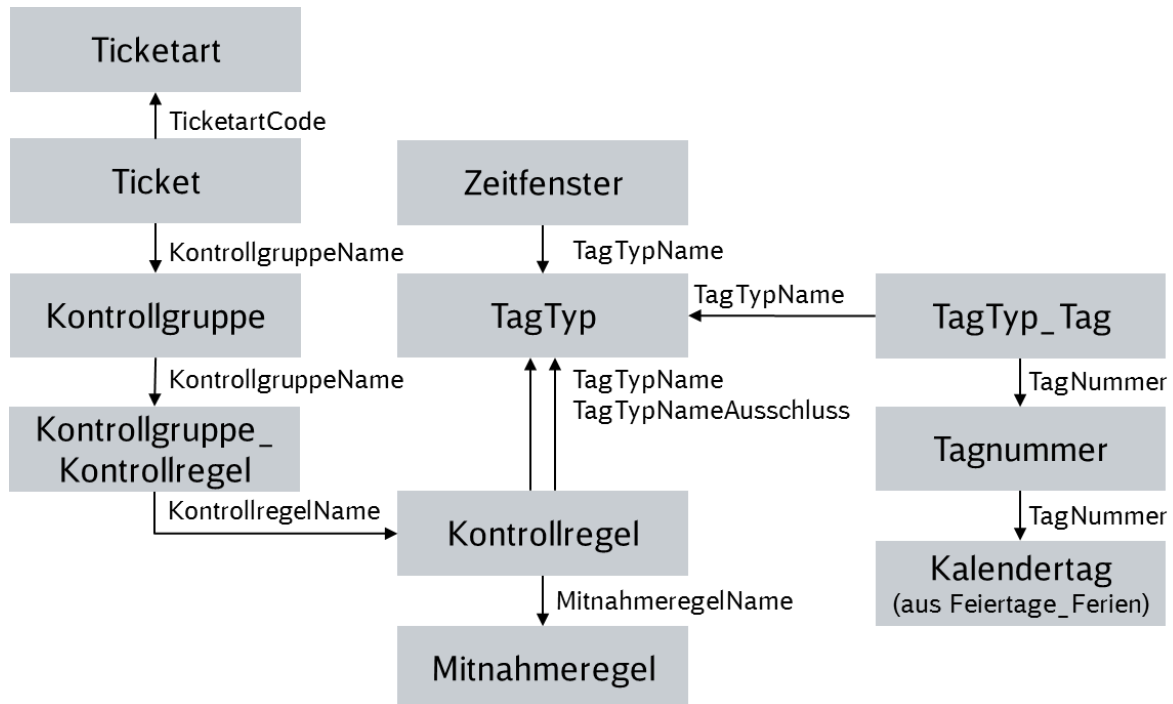 Ticketart
TicketartCode
Ticket
KontrollgruppeName
Kontrollgruppe
KontrollgruppeName
Kontrollgruppe_
Kontrollregel
KontrollregelName
Zeitfenster
TagTypName
TagTyp
TagTypName
TagTypNameAusschluss
Kontrollregel
MitnahmeregelName
Mitnahmeregel
TagTypName
TagTyp_Tag
TagNummer
Tagnummer
TagNummer
Kalendertag
(aus Feiertage_Ferien)